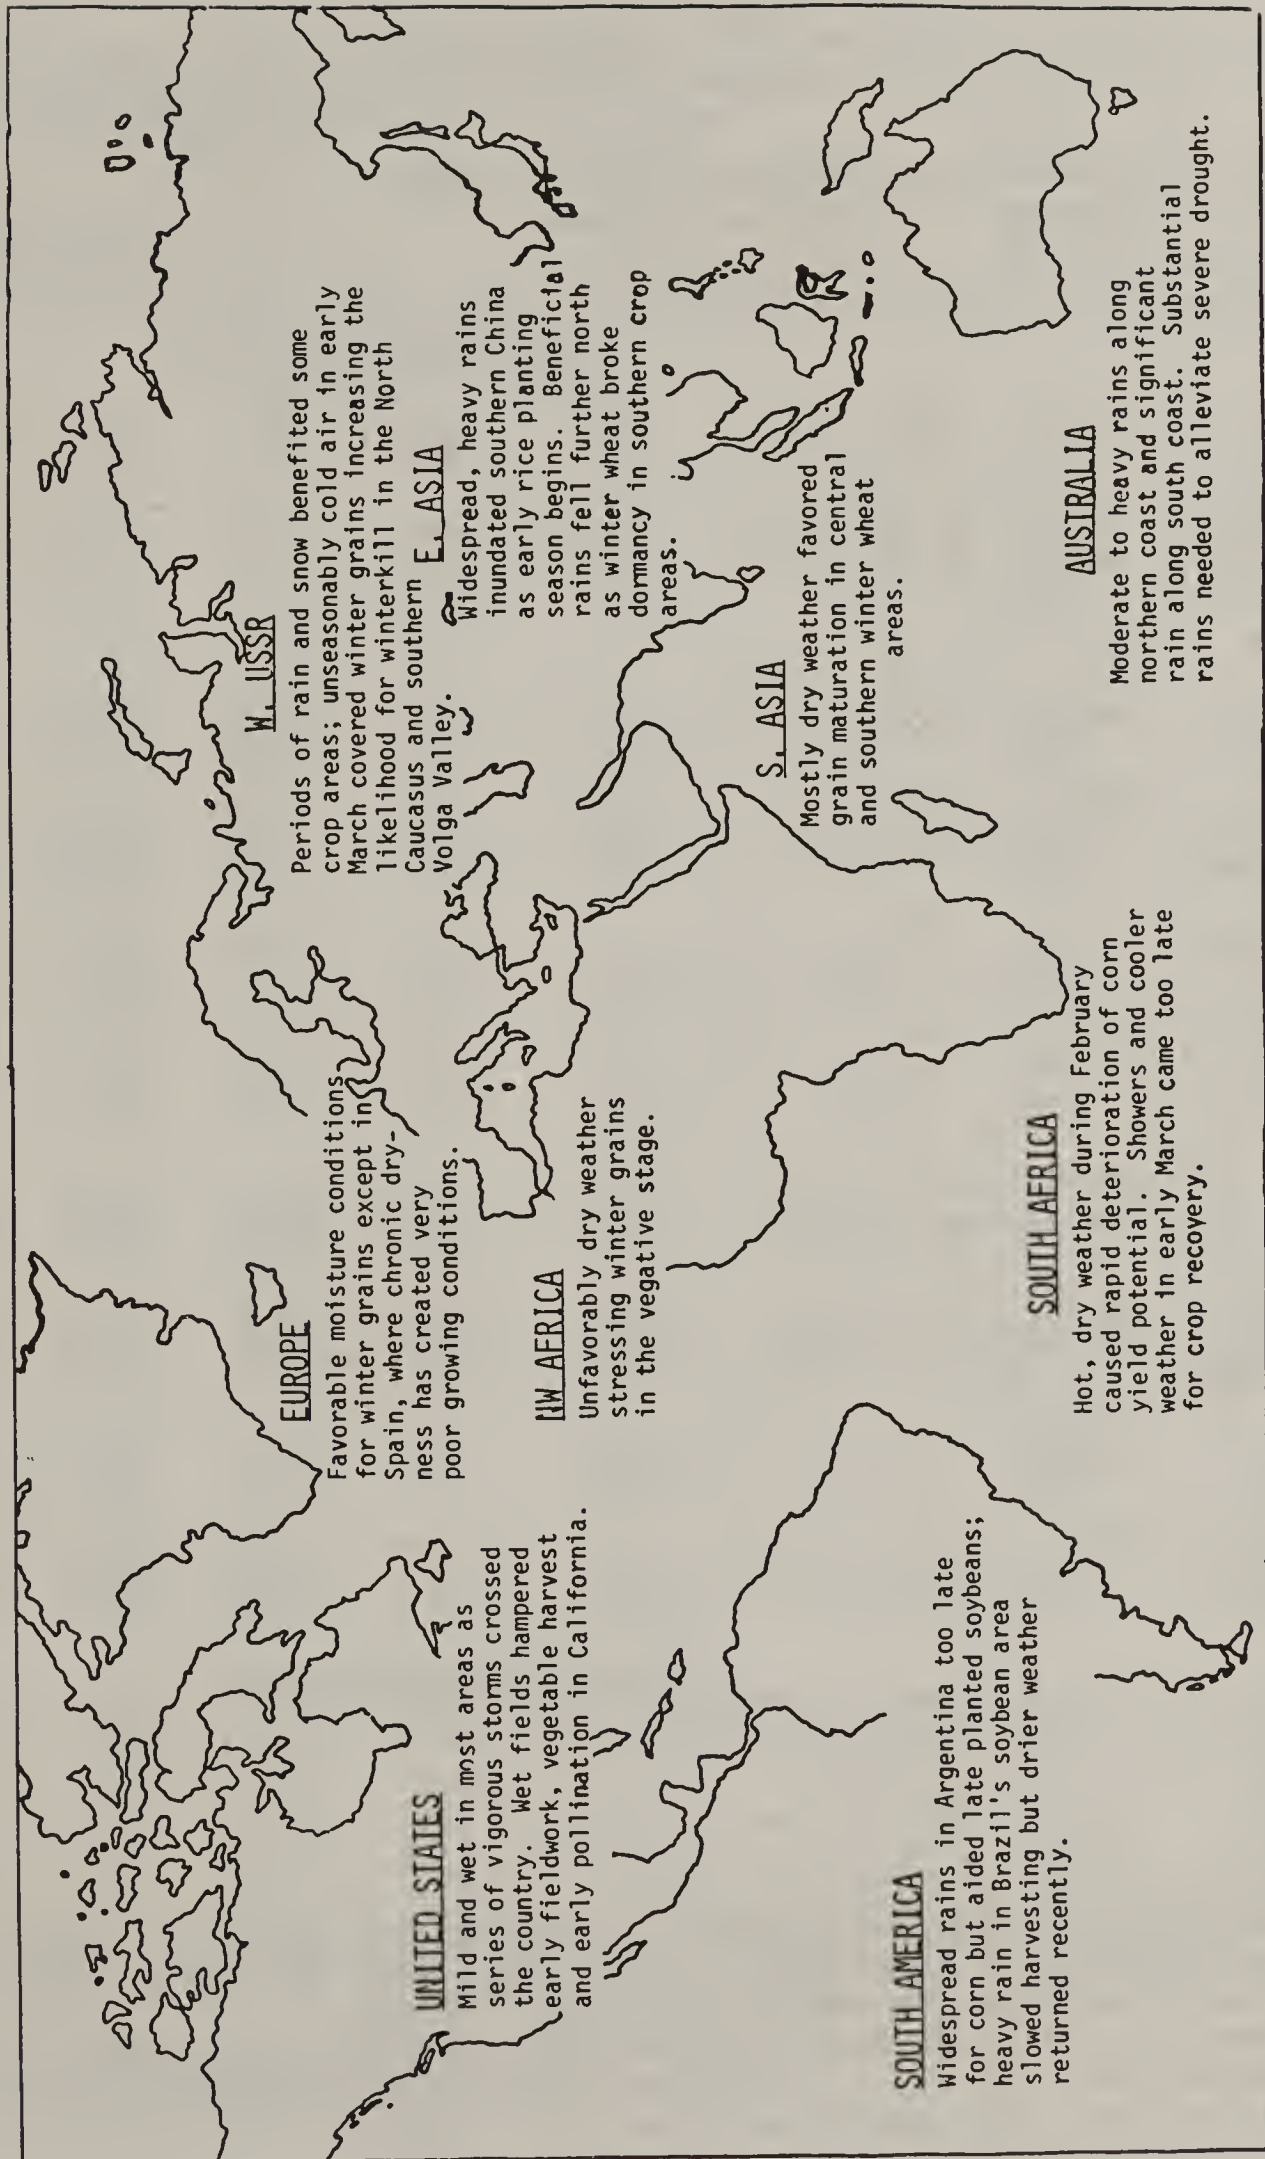 UNITED STATES
Mild and wet in most areas as
series of vigorous storms crossed
the country.  Wet fields hampered
early fieldwork, vegetable harvest
and early pollination in California.
SOUTH AMERICA
Widespread rains in Argentina too late
for corn but aided late planted soybeans;
heavy rain in Brazil's soybean area
slowed harvesting but drier weather
returned recently.
EUROPE
Favorable moisture conditions
for winter grains except in
Spain, where chronic dry-
ness has created very
poor growing conditions.
NW AFRICA
Unfavorably dry weather
stressing winter grains
in the vegative stage.
SOUTH AFRICA
Hot, dry weather during February
caused rapid deterioration of corn
yield potential.  Showers and cooler
weather in early March came too late
for crop recovery.
W. USSR
Periods of rain and snow benefited some
crop areas; unseasonably cold air in early
March covered winter grains increasing the
likelihood for winterkill in the North
Caucasus and southern
Volga Valley.
E. ASIA
Widespread, heavy rains
inundated southern China
as early rice planting
season begins.  Beneficial
rains fell further north
as winter wheat broke
dormancy in southern crop
areas.
S. ASIA
Mostly dry weather favored
grain maturation in central
and southern winter wheat
areas.
AUSTRALIA
Moderate to heavy rains along
northern coast and significant
rain along south coast.  Substantial
rains needed to alleviate severe drought.